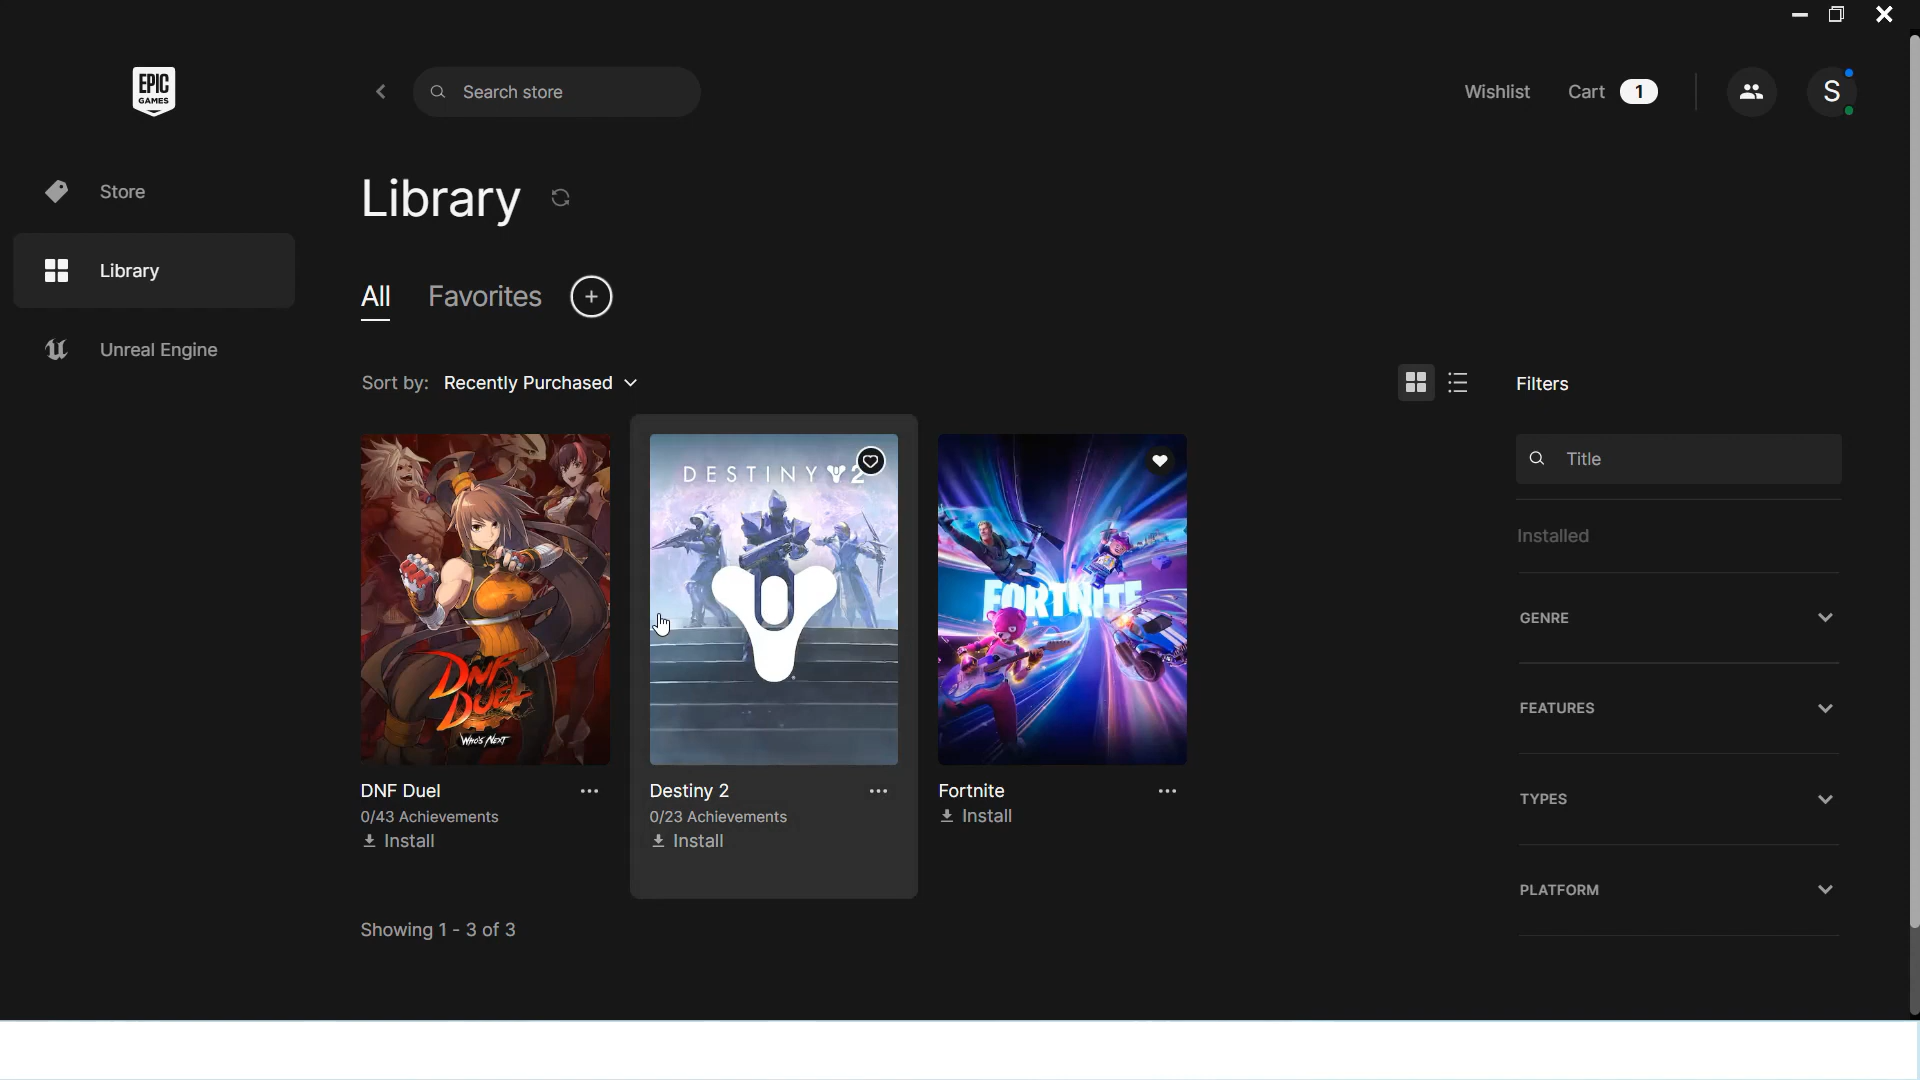 EPIC
GAMES
Search store
Wishlist
Cart 1
S
Store
Library
Unreal Engine
Library
All
Favorites
Sort by: Recently Purchased
Filters
Title
Installed
GENRE
FEATURES
TYPES
PLATFORM
DNF
DUEL
WHO'S NEXT
DESTINY 2
FORTNITE
DNF Duel
0/43 Achievements
Install
Destiny 2
0/23 Achievements
Install
Fortnite
Install
Showing 1 - 3 of 3